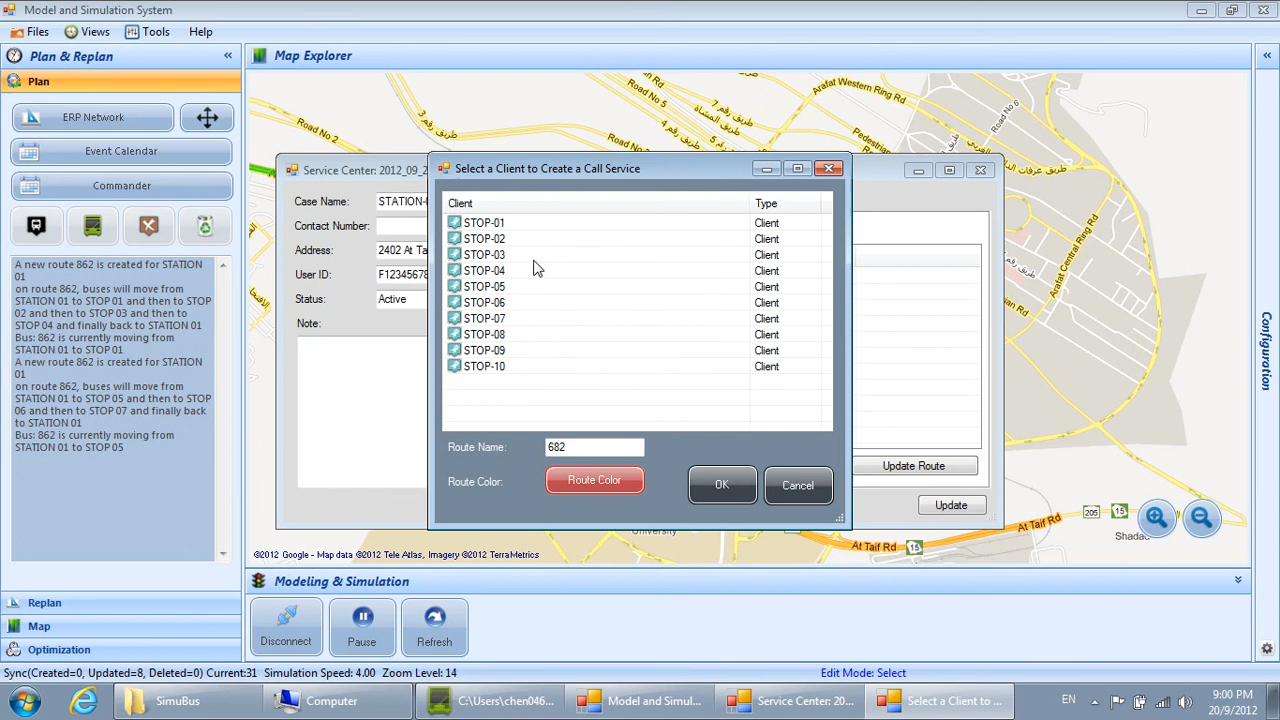 Model and Simulation System
Files Views Tools Help
Plan & Replan
Plan
ERP Network
Event Calendar
Commander
A new route 862 is created for STATION
01
on route 862, buses will move from
STATION 01 to STOP 01 and then to STOP
02 and then to STOP 03 and then to
STOP 04 and finally back to STATION 01
Bus: 862 is currently moving from
STATION 01 to STOP 01
A new route 862 is created for STATION
01
on route 862, buses will move from
STATION 01 to STOP 05 and then to STOP
06 and then to STOP 07 and finally back
to STATION 01
Bus: 862 is currently moving from
STATION 01 to STOP 05
Replan
Map
Optimization
Map Explorer
Road No 2
Road No 5
طريق رقم 3
طريق رقم 4
طريق رقم 7
Arafat Western Ring Rd
Road No 6
Arafat Central Ring Rd
Service Center: 2012_09_2
Case Name: STATION-
Contact Number:
Address: 2402 At Ta
User ID: F12345678
Status: Active
Note:
Update Route
Update
Select a Client to Create a Call Service
Client Type
STOP-01 Client
STOP-02 Client
STOP-03 Client
STOP-04 Client
STOP-05 Client
STOP-06 Client
STOP-07 Client
STOP-08 Client
STOP-09 Client
STOP-10 Client
Route Name: 682
Route Color: Route Color
OK Cancel
University
205 15
At Taif Rd
At Taif Rd 15
Shada
©2012 Google - Map data ©2012 Tele Atlas, Imagery ©2012 TerraMetrics
Configuration
Modeling & Simulation
Disconnect Pause Refresh
Sync(Created=0, Updated=8, Deleted=0) Current:31 Simulation Speed: 4.00 Zoom Level: 14
Edit Mode: Select
SimuBus
Computer
C:\Users\chen046...
Model and Simul...
Service Center: 20...
Select a Client to ...
EN
9:00 PM
20/9/2012